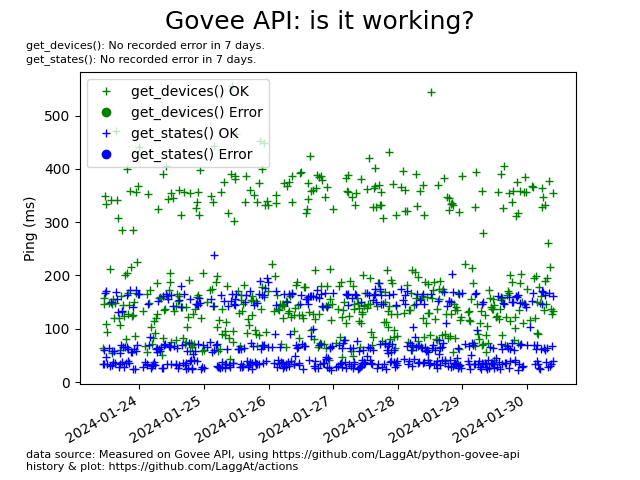 Govee API: is it working?
get_devices(): No recorded error in 7 days.
get_states(): No recorded error in 7 days.
get_devices() OK
get_devices() Error
get_states() OK
get_states() Error
Ping (ms)
500
400
300
200
100
0
2024-01-24
2024-01-25
2024-01-26
2024-01-27
2024-01-28
2024-01-29
2024-01-30
data source: Measured on Govee API, using https://github.com/LaggAt/python-govee-api
history & plot: https://github.com/LaggAt/actions